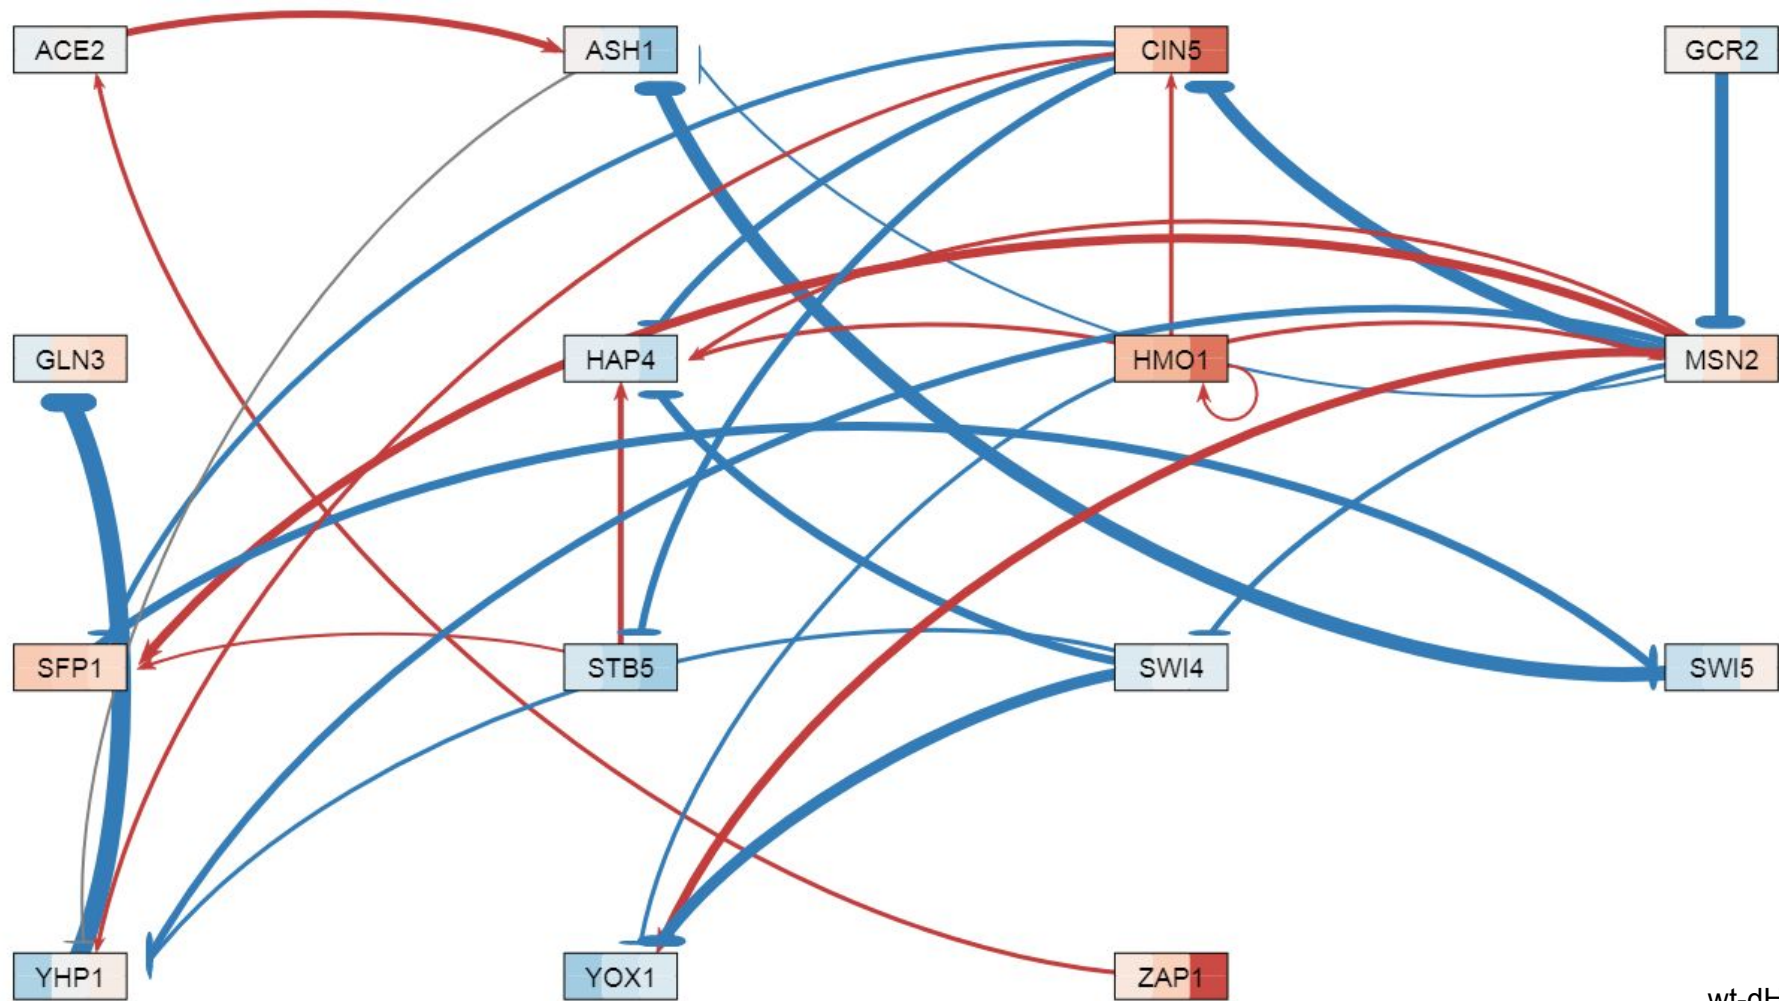 ACE2 ASH1 CIN5 GCR2
GLN3 HAP4 HMO1 MSN2
SFP1 STB5 SWI4 SWI5
YHP1 YOX1 ZAP1